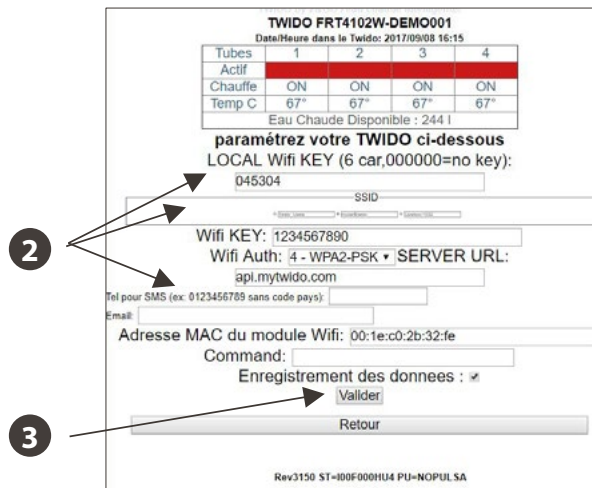 TWIDO FRT4102W-DEMO001
Date/Heure dans le Twido: 2017/09/08 16:15
Tubes 1 2 3 4
Actif
Chauffe ON ON ON ON
Temp C 67° 67° 67° 67°
Eau Chaude Disponible : 244 l
paramétrez votre TWIDO ci-dessous
LOCAL Wifi KEY (6 car,000000=no key):
045304
SSID
2
Wifi KEY: 1234567890
Wifi Auth: 4 - WPA2-PSK SERVER URL:
api.mytwido.com
Tel pour SMS (ex: 0123456789 sans code pays):
Email:
Adresse MAC du module Wifi: 00:1e:c0:2b:32:fe
Command:
Enregistrement des donnees :
Valider
3
Retour
Rev3150 ST=I00F000HU4 PU=NOPULSA